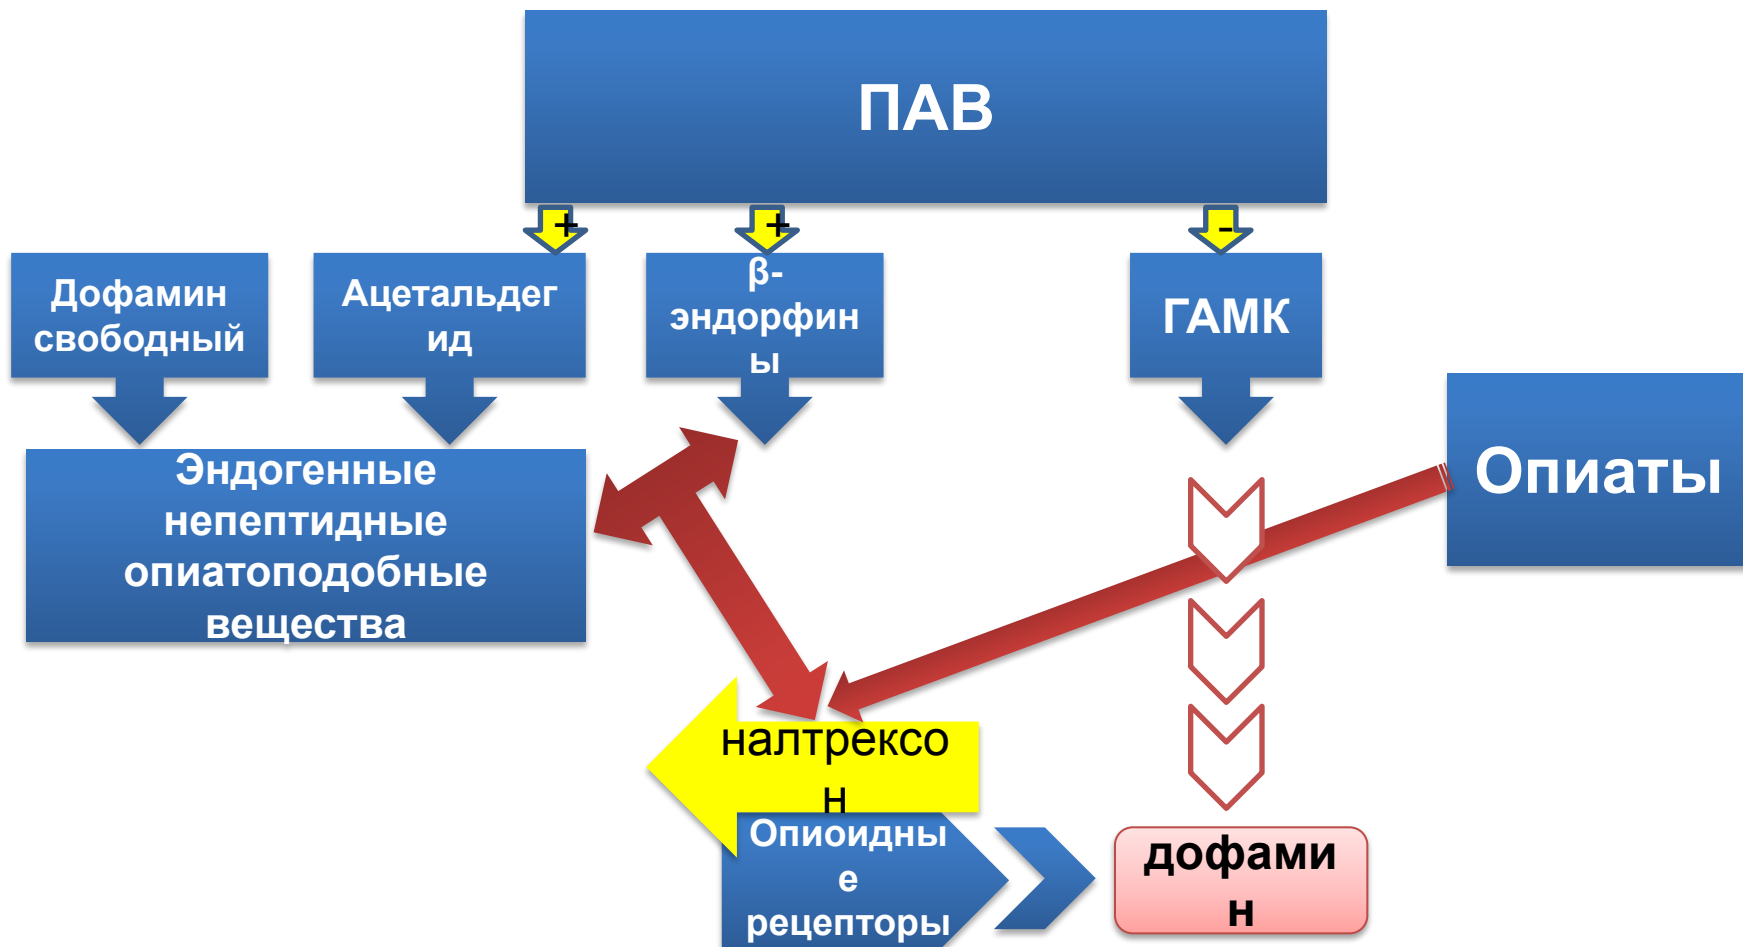 ПАВ
+
+
-
Дофамин
свободный
Ацетальдег
ид
β-
эндорфин
ы
ГАМК
Опиаты
Эндогенные
непептидные
опиатоподобные
вещества
налтрексо
н
Опиоидны
е
рецепторы
дофами
н